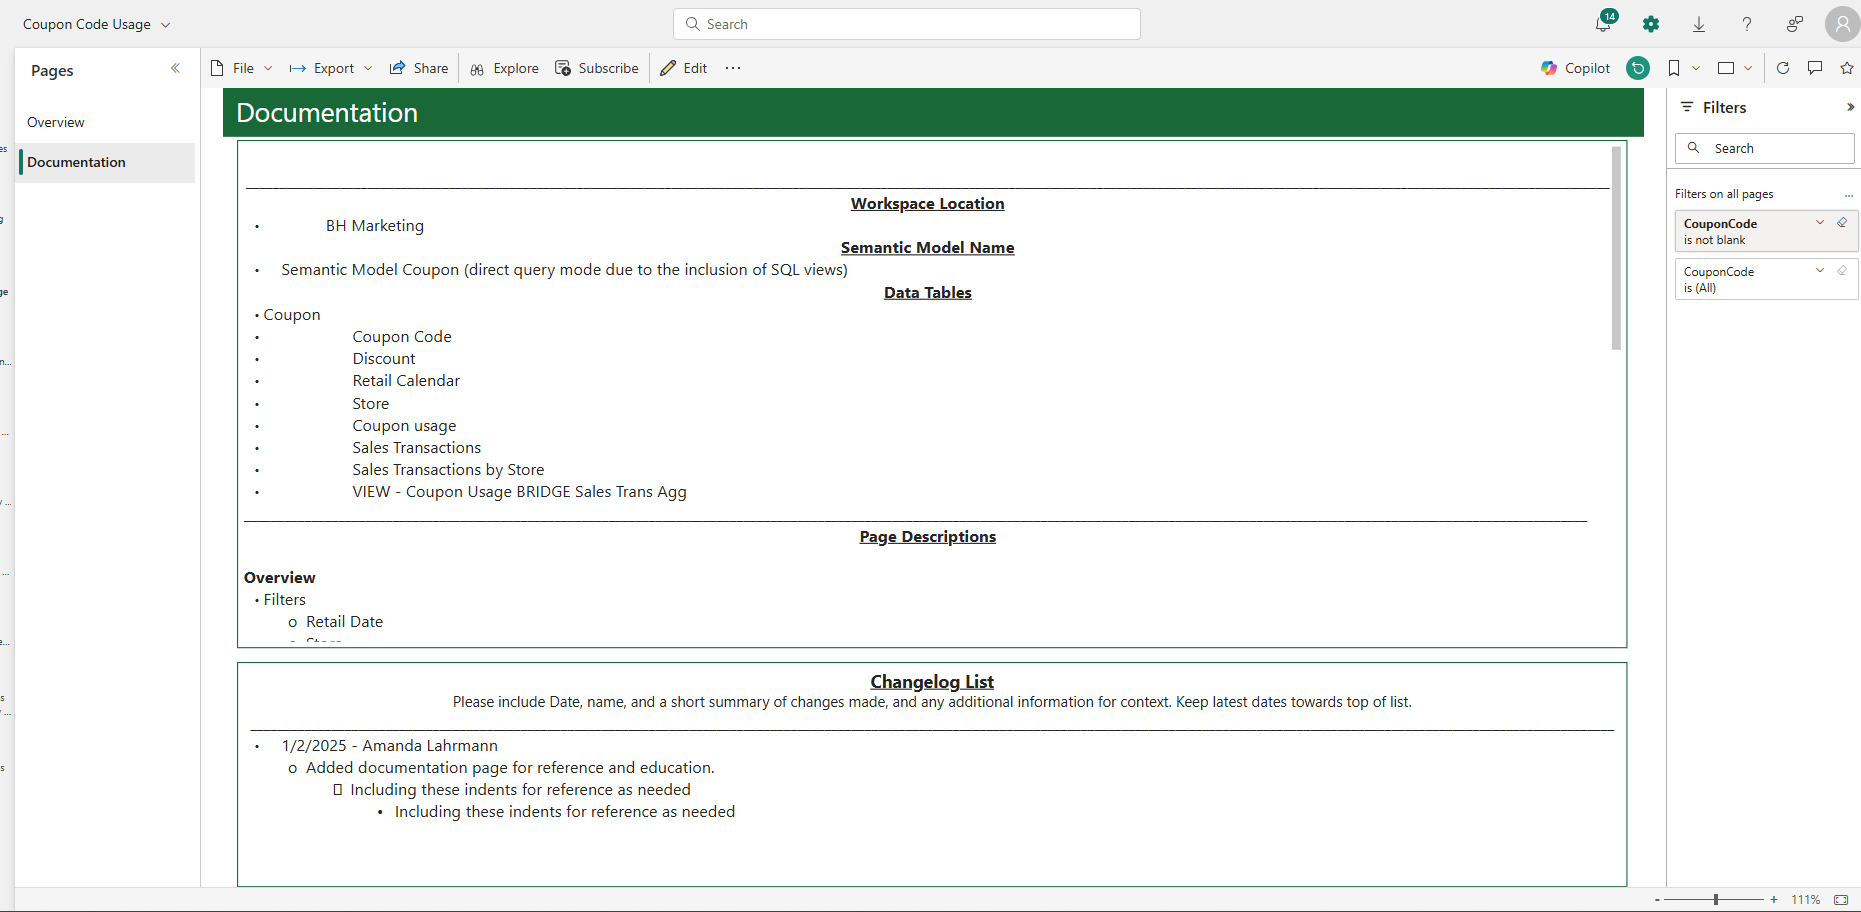 Coupon Code Usage
Search
14
Pages
File
Export
Share
Explore
Subscribe
Edit
Copilot
Overview
Documentation
Documentation
Workspace Location
• BH Marketing
Semantic Model Name
• Semantic Model Coupon (direct query mode due to the inclusion of SQL views)
Data Tables
• Coupon
• Coupon Code
• Discount
• Retail Calendar
• Store
• Coupon usage
• Sales Transactions
• Sales Transactions by Store
• VIEW - Coupon Usage BRIDGE Sales Trans Agg
Page Descriptions
Overview
• Filters
o Retail Date
Changelog List
Please include Date, name, and a short summary of changes made, and any additional information for context. Keep latest dates towards top of list.
• 1/2/2025 - Amanda Lahrmann
o Added documentation page for reference and education.
▯ Including these indents for reference as needed
• Including these indents for reference as needed
Filters
Search
Filters on all pages
CouponCode
is not blank
CouponCode
is (All)
- + 111%